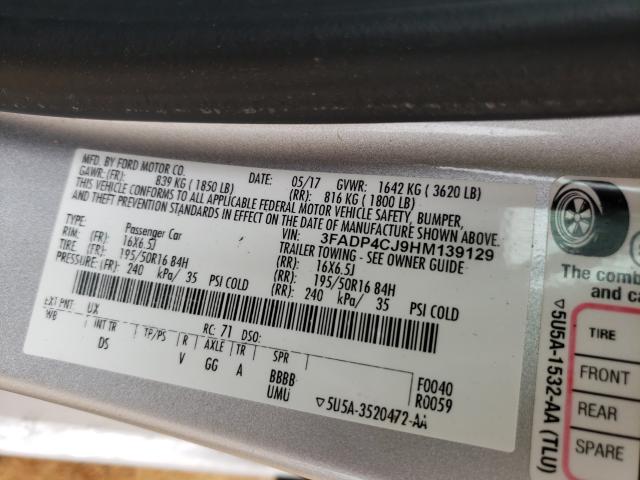 MFD. BY FORD MOTOR CO.
DATE: 05/17 GVWR: 1642 KG ( 3620 LB)
GAWR: (FR): 839 KG ( 1850 LB) (RR): 816 KG ( 1800 LB)
THIS VEHICLE CONFORMS TO ALL APPLICABLE FEDERAL MOTOR VEHICLE SAFETY, BUMPER,
AND THEFT PREVENTION STANDARDS IN EFFECT ON THE DATE OF MANUFACTURE SHOWN ABOVE.
VIN: 3FADP4CJ9HM139129
TYPE: Passenger Car TRAILER TOWING - SEE OWNER GUIDE
RIM: (FR): 16X6.5J (RR): 16X6.5J
TIRE: (FR): 195/50R16 84H (RR): 195/50R16 84H
PRESSURE: (FR): 240 kPa/ 35 PSI COLD (RR): 240 kPa/ 35 PSI COLD
EXT PNT: UX RC: 71 DSO:
WB INT TR TP/PS R AXLE TR SPR
DS V GG A BBBB
UMU
F0040
R0059
▽5U5A-3520472-AA
The comb
and ca
▽5U5A-1532-AA (TLU)
TIRE
FRONT
REAR
SPARE